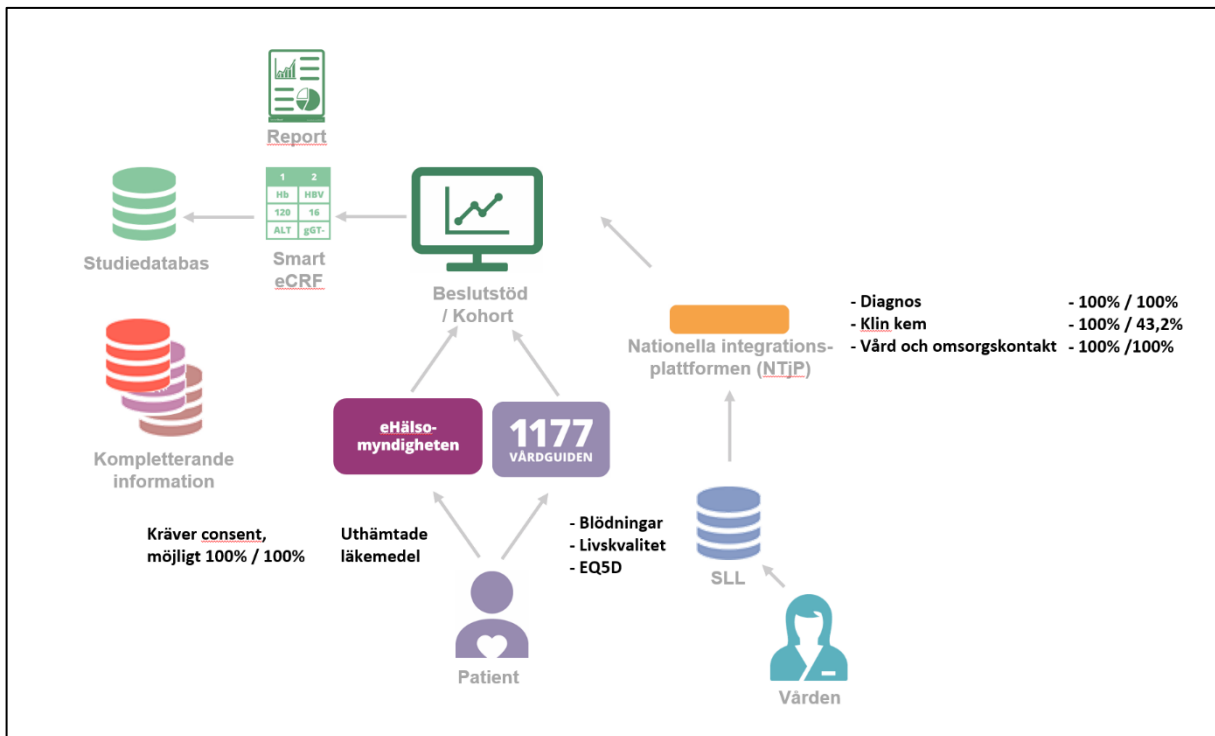 Report
1 2
Hb HBV
120 16
ALT gGT-
Studiedatabas
Smart
eCRF
Beslutstöd
/ Kohort
- Diagnos - 100% / 100%
- Klin kem - 100% / 43,2%
- Vård och omsorgskontakt - 100% /100%
Nationella integrations-
plattformen (NTjP)
eHälso-
myndigheten
1177
VÅRDGUIDEN
Kompletterande
information
Kräver consent,
möjligt 100% / 100%
Uthämtade
läkemedel
- Blödningar
- Livskvalitet
- EQ5D
SLL
Patient
Vården